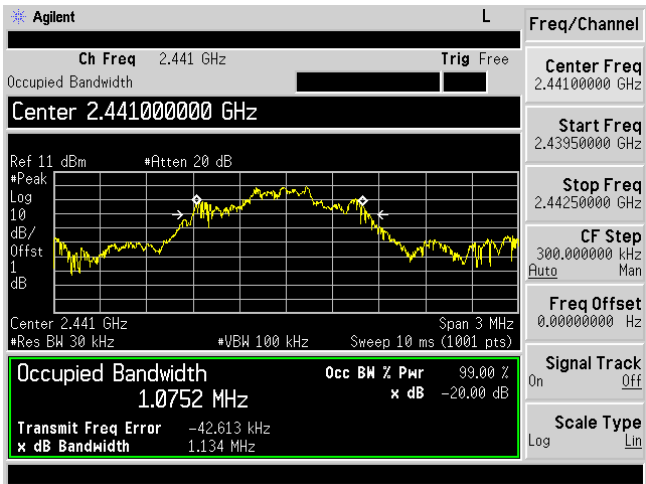 Agilent L
Ch Freq 2.441 GHz Trig Free
Occupied Bandwidth
Center 2.441000000 GHz
Ref 11 dBm #Atten 20 dB
#Peak
Log
10
dB/
Offst
1
dB
Center 2.441 GHz Span 3 MHz
#Res BW 30 kHz #VBW 100 kHz Sweep 10 ms (1001 pts)
Occupied Bandwidth Occ BW % Pwr 99.00 %
1.0752 MHz x dB -20.00 dB
Transmit Freq Error -42.613 kHz
x dB Bandwidth 1.134 MHz
Freq/Channel
Center Freq
2.44100000 GHz
Start Freq
2.43950000 GHz
Stop Freq
2.44250000 GHz
CF Step
300.000000 kHz
Auto Man
Freq Offset
0.00000000 Hz
Signal Track
On Off
Scale Type
Log Lin